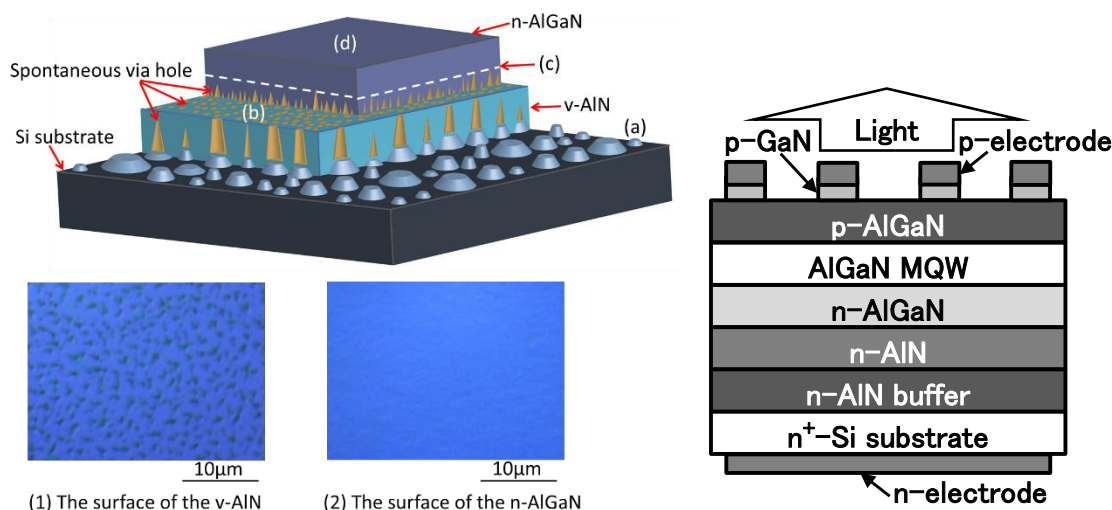 n-AlGaN
(d)
Spontaneous via hole
(c)
(b)
v-AlN
Si substrate
(a)
10μm
10μm
(1) The surface of the v-AlN
(2) The surface of the n-AlGaN
Light
p-GaN
p-electrode
p-AlGaN
AlGaN MQW
n-AlGaN
n-AlN
n-AlN buffer
n⁺-Si substrate
n-electrode